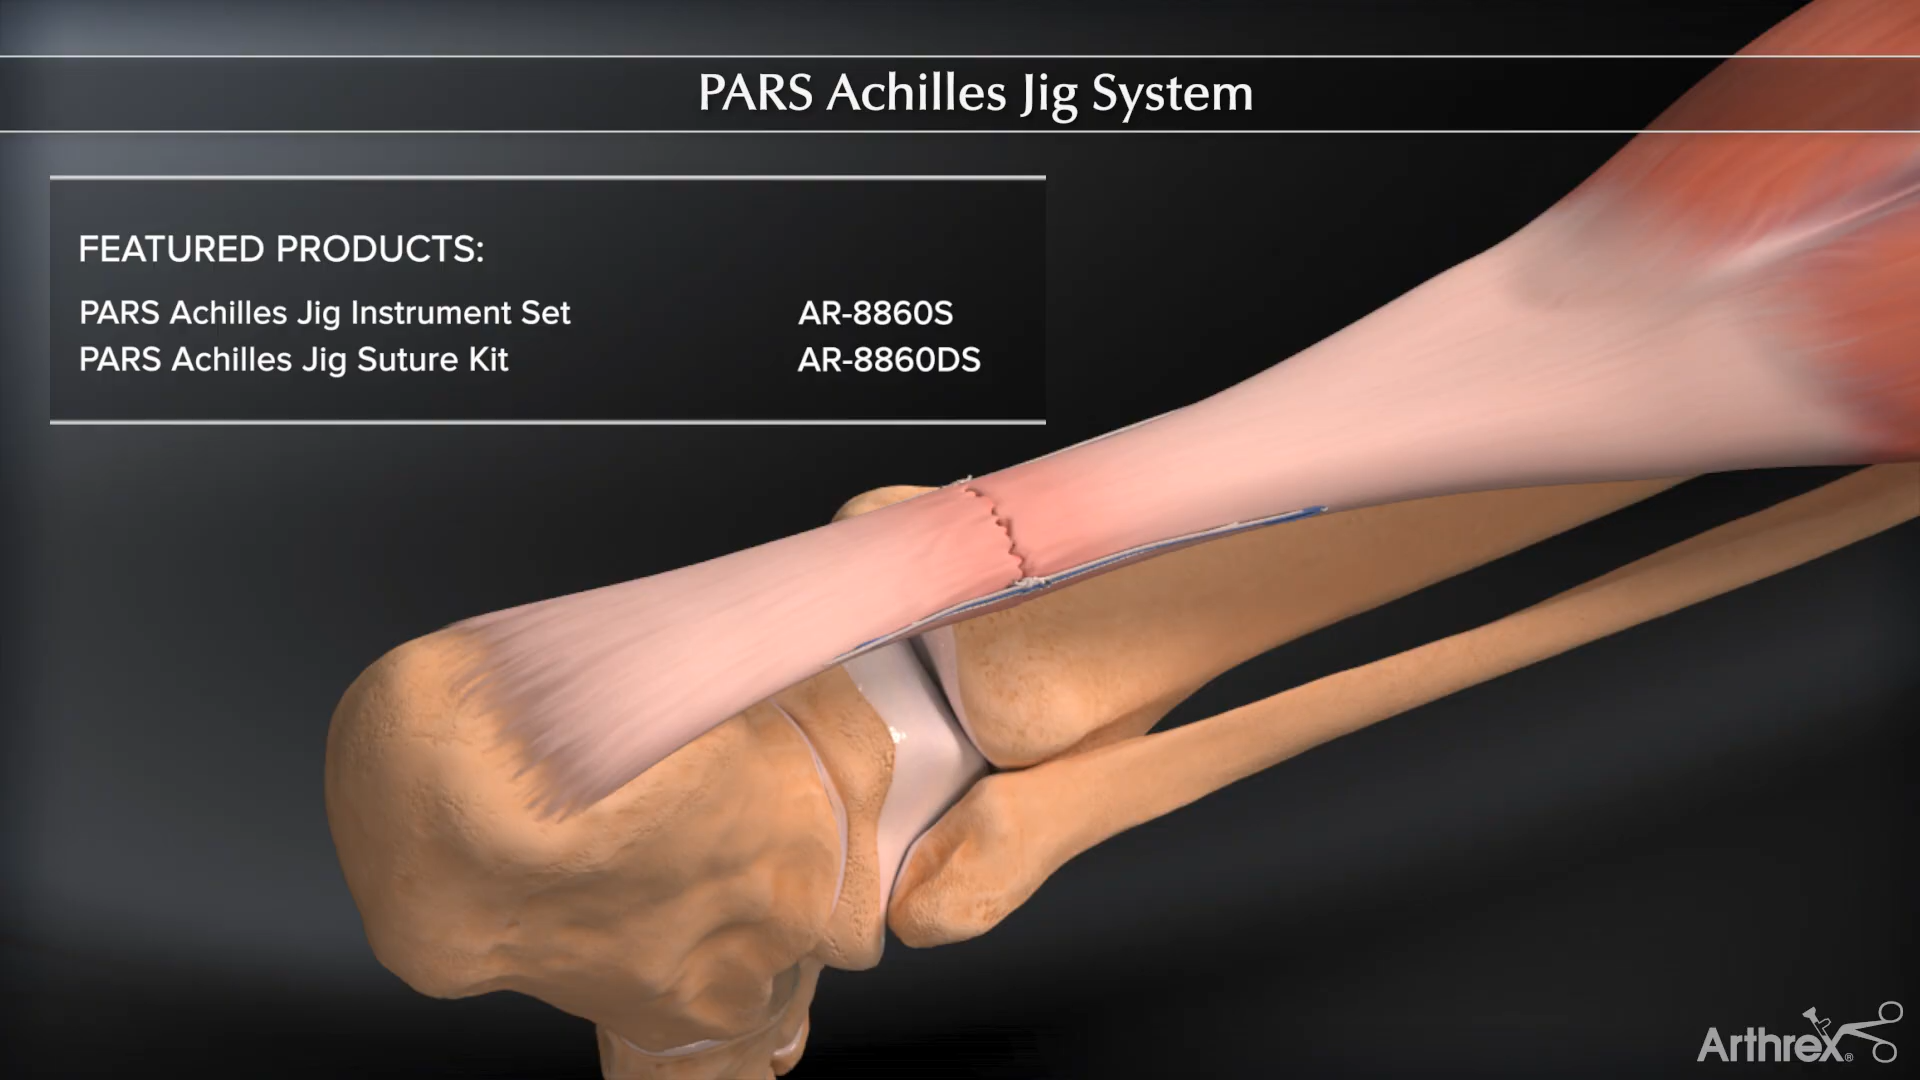 PARS Achilles Jig System
FEATURED PRODUCTS:
PARS Achilles Jig Instrument Set AR-8860S
PARS Achilles Jig Suture Kit AR-8860DS
Arthrex®